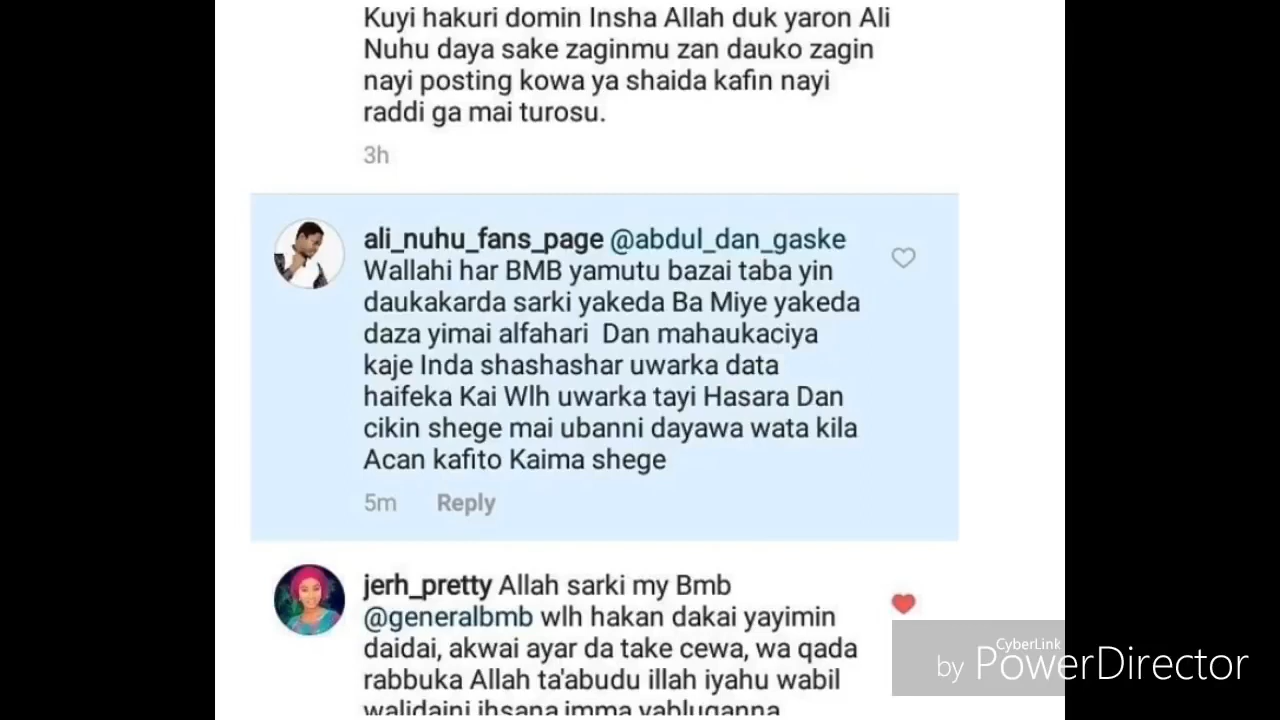 Kuyi hakuri domin Insha Allah duk yaron Ali
Nuhu daya sake zaginmu zan dauko zagin
nayi posting kowa ya shaida kafin nayi
raddi ga mai turosu.
3h
ali_nuhu_fans_page @abdul_dan_gaske
Wallahi har BMB yamutu bazai taba yin
daukakarda sarki yakeda Ba Miye yakeda
daza yimai alfahari  Dan mahaukaciya
kaje Inda shashashar uwarka data
haifeka Kai Wlh uwarka tayi Hasara Dan
cikin shege mai ubanni dayawa wata kila
Acan kafito Kaima shege
5m Reply
jerh_pretty Allah sarki my Bmb
@generalbmb wlh hakan dakai yayimin
daidai, akwai ayar da take cewa, wa qada
rabbuka Allah ta'abudu illah iyahu wabil
walidaini ihsana imma yabluganna
CyberLink
by PowerDirector